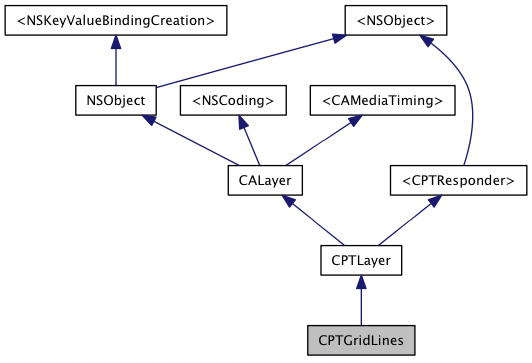 <NSKeyValueBindingCreation>
<NSObject>
NSObject
<NSCoding>
<CAMediaTiming>
CALayer
<CPTResponder>
CPTLayer
CPTGridLines